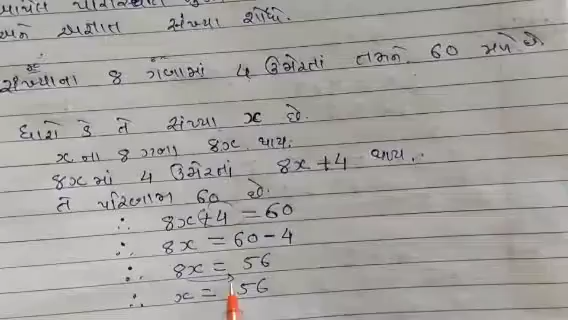 અને અજ્ઞાત સંખ્યા શોધો.
સંખ્યાના 8 ગણામાં 4 ઉમેરતાં તમને 60 મળે છે.
ધારો કે તે સંખ્યા x છે.
x ના 8 ગણા 8x થાય.
8x માં 4 ઉમેરતાં 8x + 4 થાય.
તે પરિણામ 60 છે.
∴ 8x + 4 = 60
∴ 8x = 60 - 4
∴ 8x = 56
∴ x = 56